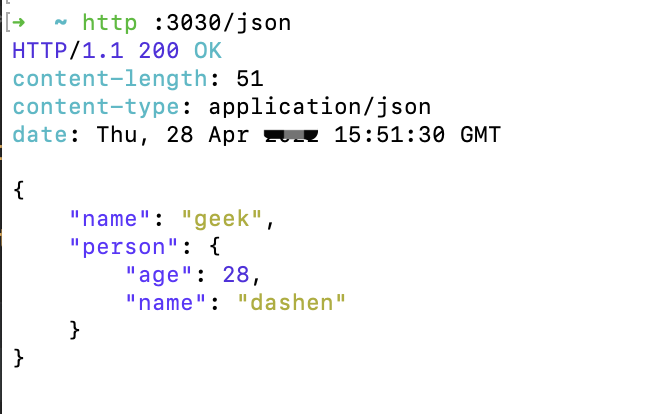 [➜  ~ http :3030/json
HTTP/1.1 200 OK
content-length: 51
content-type: application/json
date: Thu, 28 Apr 15:51:30 GMT
{
    "name": "geek",
    "person": {
        "age": 28,
        "name": "dashen"
    }
}